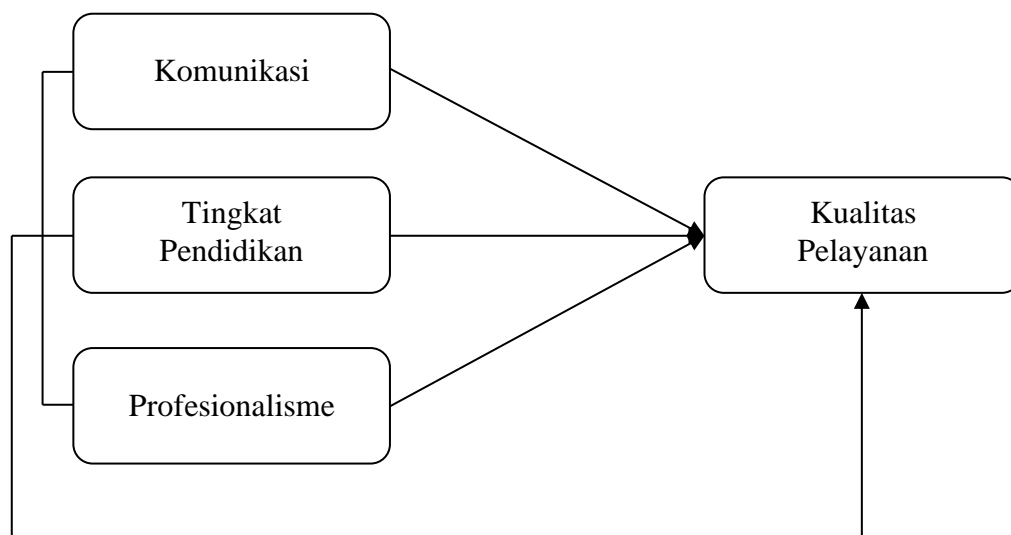 Komunikasi
Tingkat
Pendidikan
Profesionalisme
Kualitas
Pelayanan